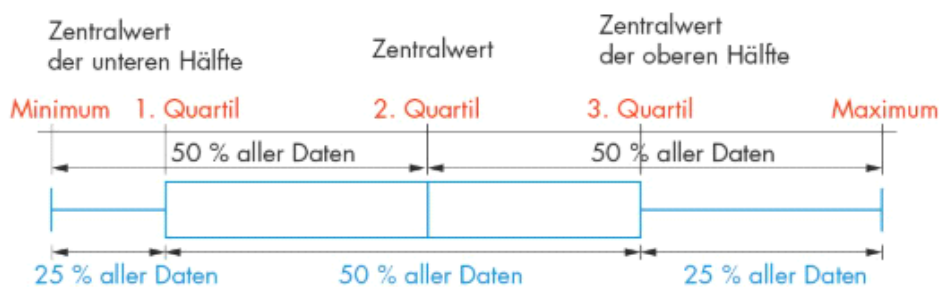 Zentralwert
der unteren Hälfte
Zentralwert
Zentralwert
der oberen Hälfte
Minimum 1. Quartil 2. Quartil 3. Quartil Maximum
50 % aller Daten 50 % aller Daten
25 % aller Daten 50 % aller Daten 25 % aller Daten